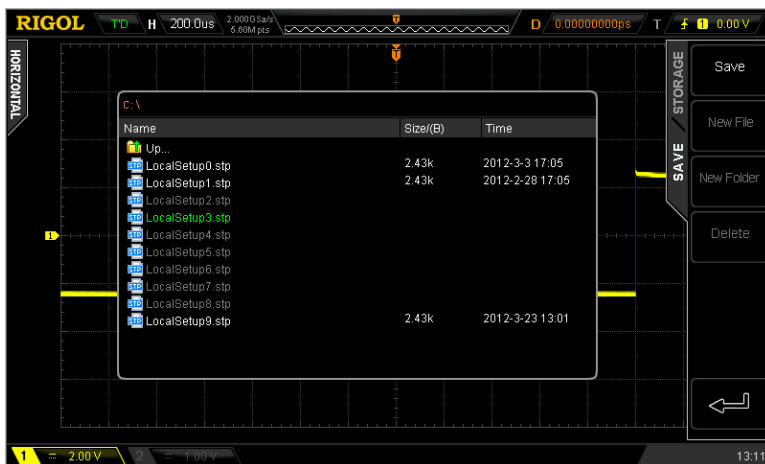 RIGOL T'D H 200.0us 2.000GSa/s 5.60Mpts D 0.00000000ps T 1 0.00V
HORIZONTAL
C:\
Name Size/(B) Time
Up...
LocalSetup0.stp 2.43k 2012-3-3 17:05
LocalSetup1.stp 2.43k 2012-2-28 17:05
LocalSetup2.stp
LocalSetup3.stp
LocalSetup4.stp
LocalSetup5.stp
LocalSetup6.stp
LocalSetup7.stp
LocalSetup8.stp
LocalSetup9.stp 2.43k 2012-3-23 13:01
STORAGE
SAVE
Save
New File
New Folder
Delete
1
1 = 2.00V 2 = 1.00V 13:11